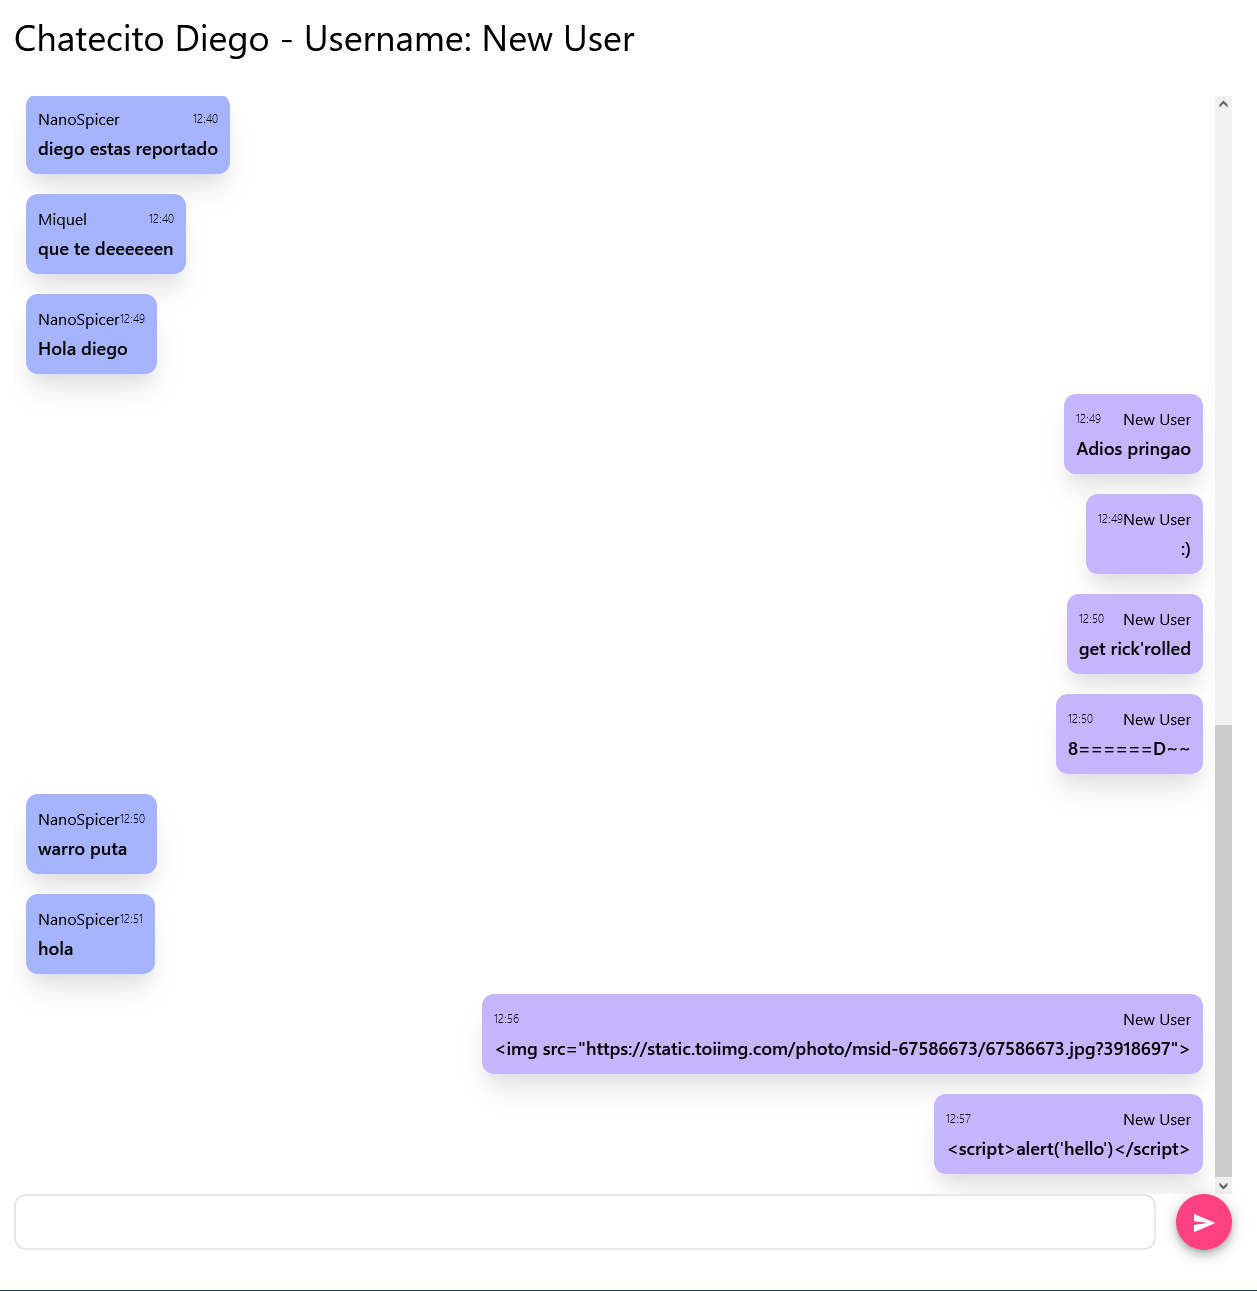 Chatecito Diego - Username: New User
NanoSpicer 12:40
diego estas reportado
Miquel 12:40
que te deeeeeen
NanoSpicer 12:49
Hola diego
12:49 New User
Adios pringao
12:49 New User
:)
12:50 New User
get rick'rolled
12:50 New User
8======D~~
NanoSpicer 12:50
warro puta
NanoSpicer 12:51
hola
12:56 New User
<img src="https://static.toiimg.com/photo/msid-67586673/67586673.jpg?3918697">
12:57 New User
<script>alert('hello')</script>